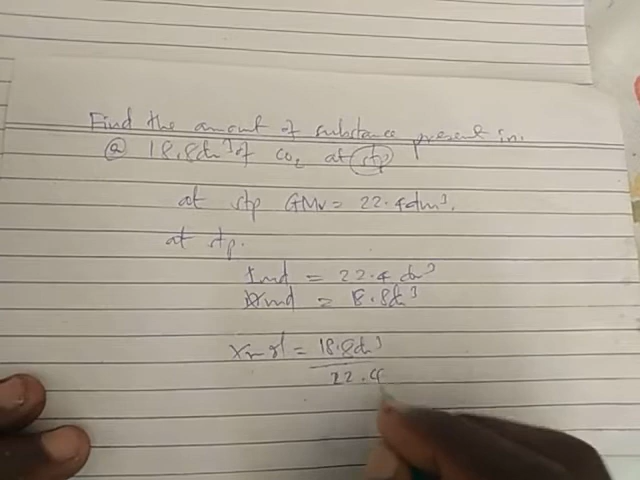 Find the amount of substance present in.
@ 18.8dm³ of CO₂ at stp
at stp GMV = 22.4dm³.
at stp.
1mol = 22.4 dm³
xmol = 18.8dm³
x mol = 18.8dm³
22.4